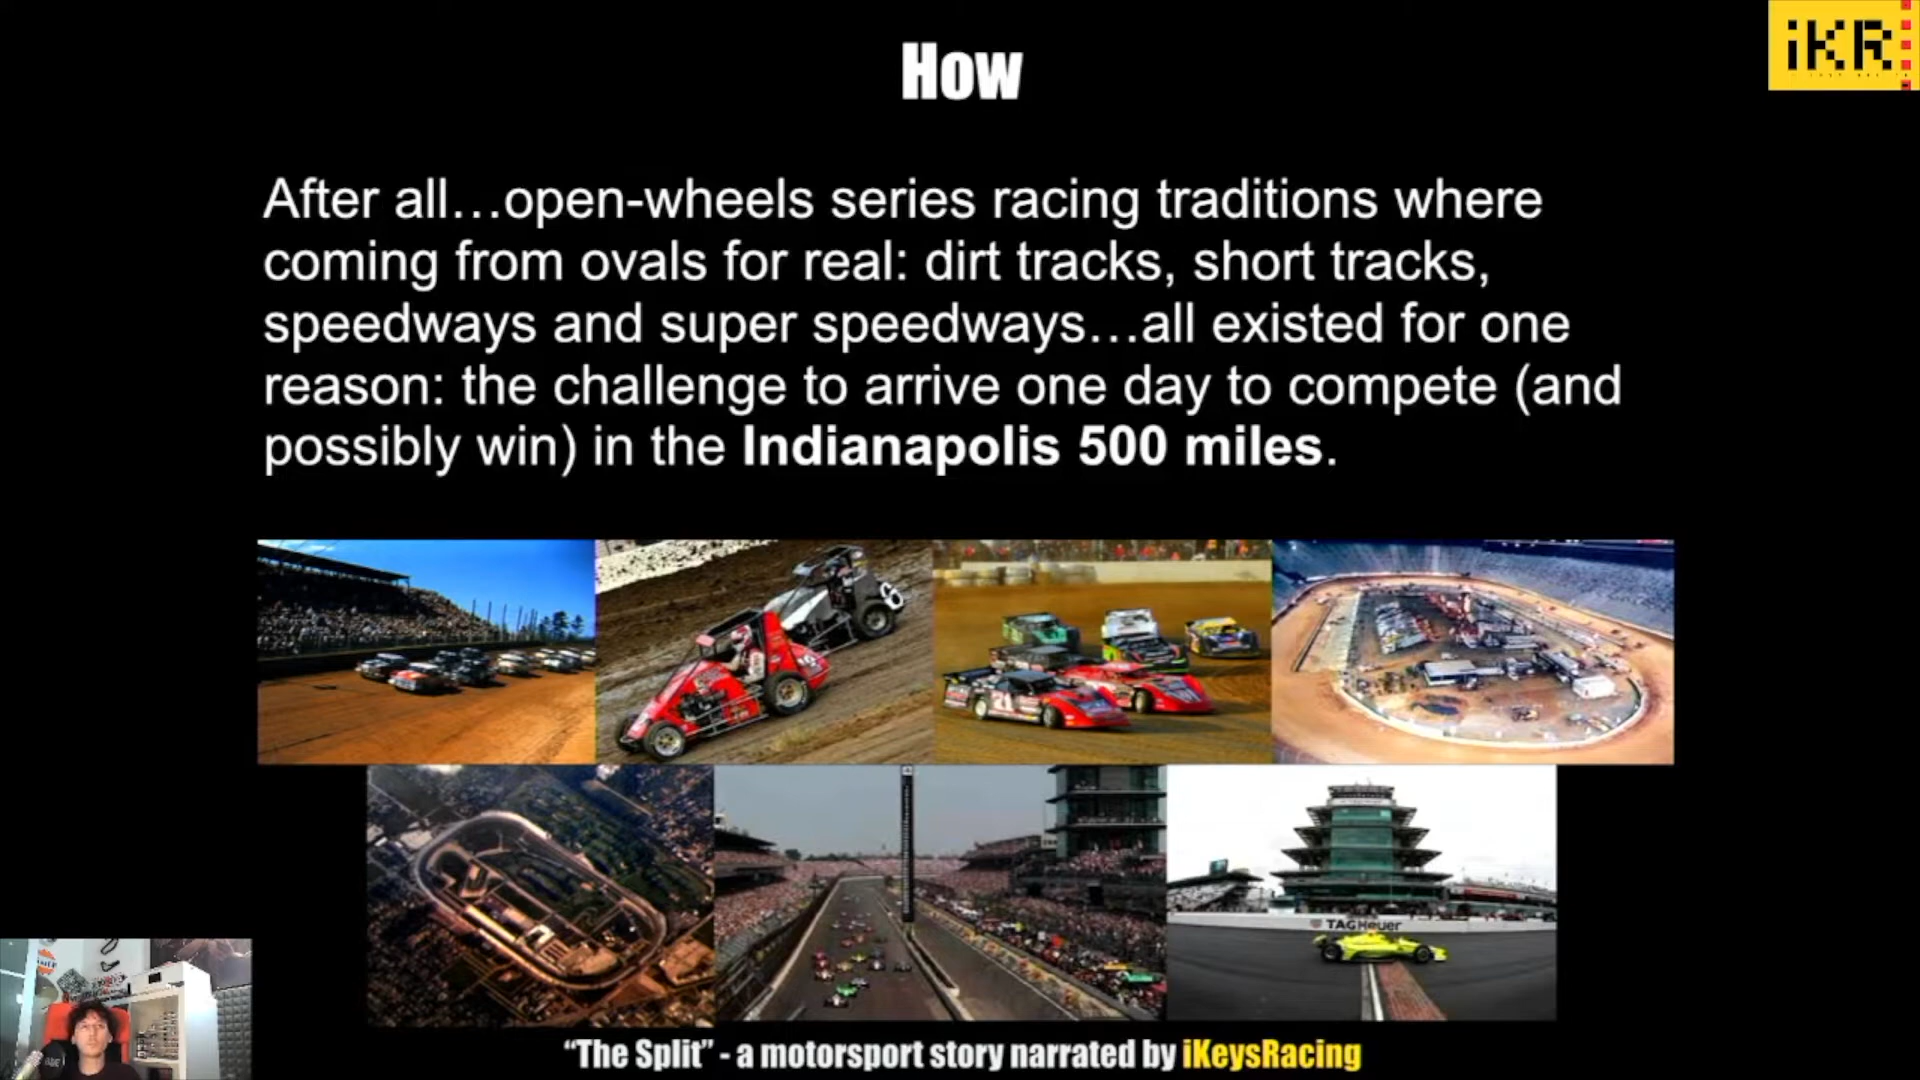 How
iKR
After all…open-wheels series racing traditions where
coming from ovals for real: dirt tracks, short tracks,
speedways and super speedways…all existed for one
reason: the challenge to arrive one day to compete (and
possibly win) in the Indianapolis 500 miles.
6
21
TAGHeuer
“The Split” - a motorsport story narrated by iKeysRacing